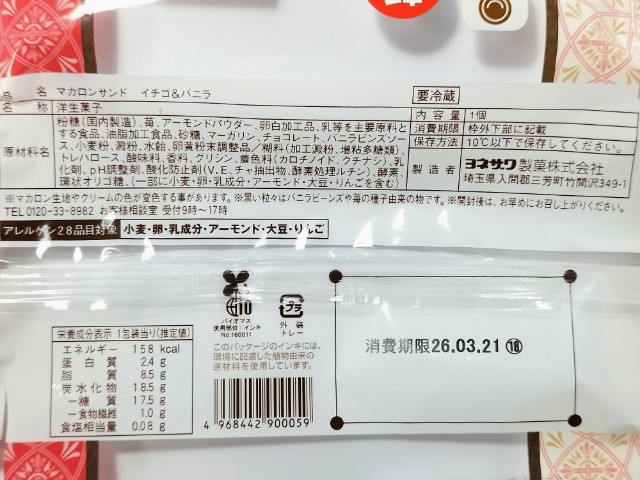 品名 マカロンサンド イチゴ&バニラ
要冷蔵
名称 洋生菓子
原材料名 粉糖(国内製造)、苺、アーモンドパウダー、卵白加工品、乳等を主要原料と
する食品、油脂加工食品、砂糖、マーガリン、チョコレート、バニラビーンズソー
ス、小麦粉、澱粉、水飴、卵黄粉末調整品/糊料(加工澱粉、増粘多糖類)、
トレハロース、酸味料、香料、グリシン、着色料(カロチノイド、クチナシ)、乳
化剤、pH調整剤、酸化防止剤(V.E、チャ抽出物、酵素処理ルチン)、酵素、
環状オリゴ糖、(一部に小麦・卵・乳成分・アーモンド・大豆・りんごを含む)
内容量 1個
消費期限 枠外下部に記載
保存方法 10℃以下で保存してください。
製造者 ヨネザワ製菓株式会社
埼玉県入間郡三芳町竹間沢349-1
※マカロン生地やクリームの色が変化する事があります。※黒い粒々はバニラビーンズや苺の種子由来の物です。※開封後は、お早めにお召し上がりください。
TEL 0120-33-8982 お客様相談室 受付9時〜17時
アレルゲン28品目対象 小麦・卵・乳成分・アーモンド・大豆・りんご
栄養成分表示 1包装当り(推定値)
エネルギー 158 kcal
蛋白質 2.4 g
脂質 8.5 g
炭水化物 18.5 g
ー糖質 17.5 g
ー食物繊維 1.0 g
食塩相当量 0.08 g
バイオマス
使用部位:インキ
No.160011
プラ
外装
トレー
このパッケージのインキには、
環境に配慮した植物由来の
原材料を使用しています。
4 968442 900059
消費期限26.03.21 ⑱